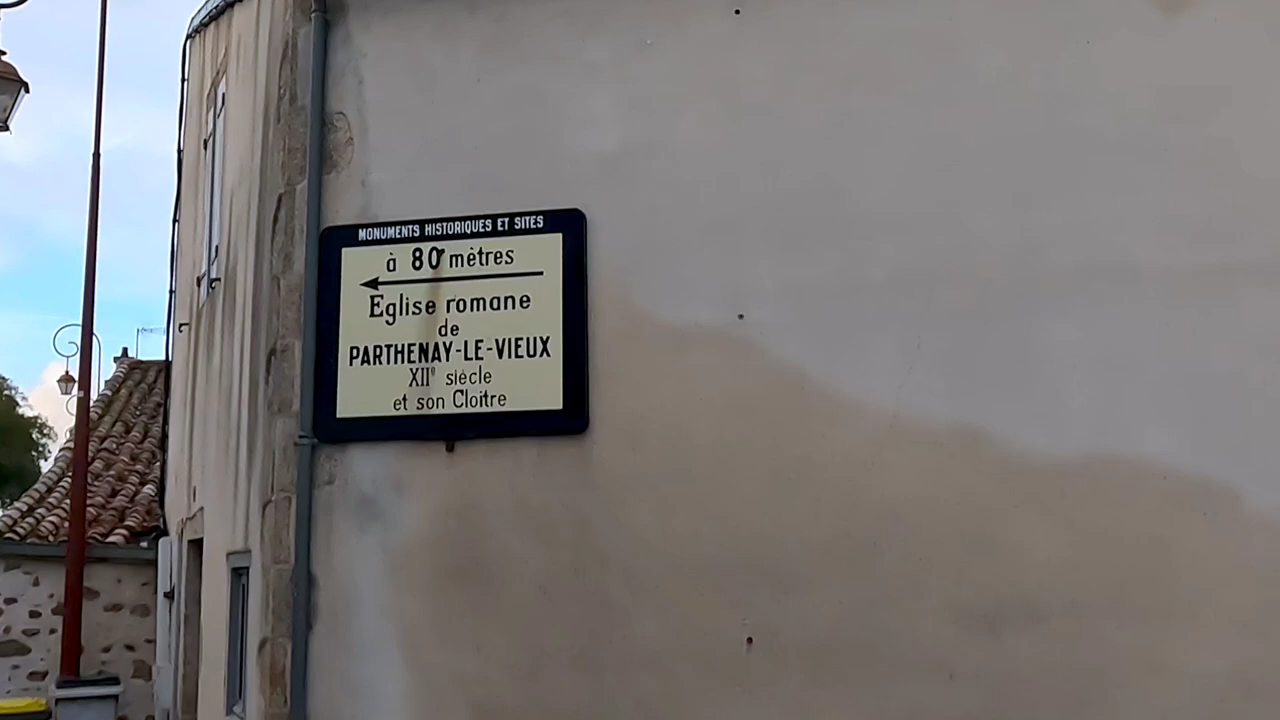 MONUMENTS HISTORIQUES ET SITES
à 80 mètres
Eglise romane
de
PARTHENAY-LE-VIEUX
XIIe siècle
et son Cloitre